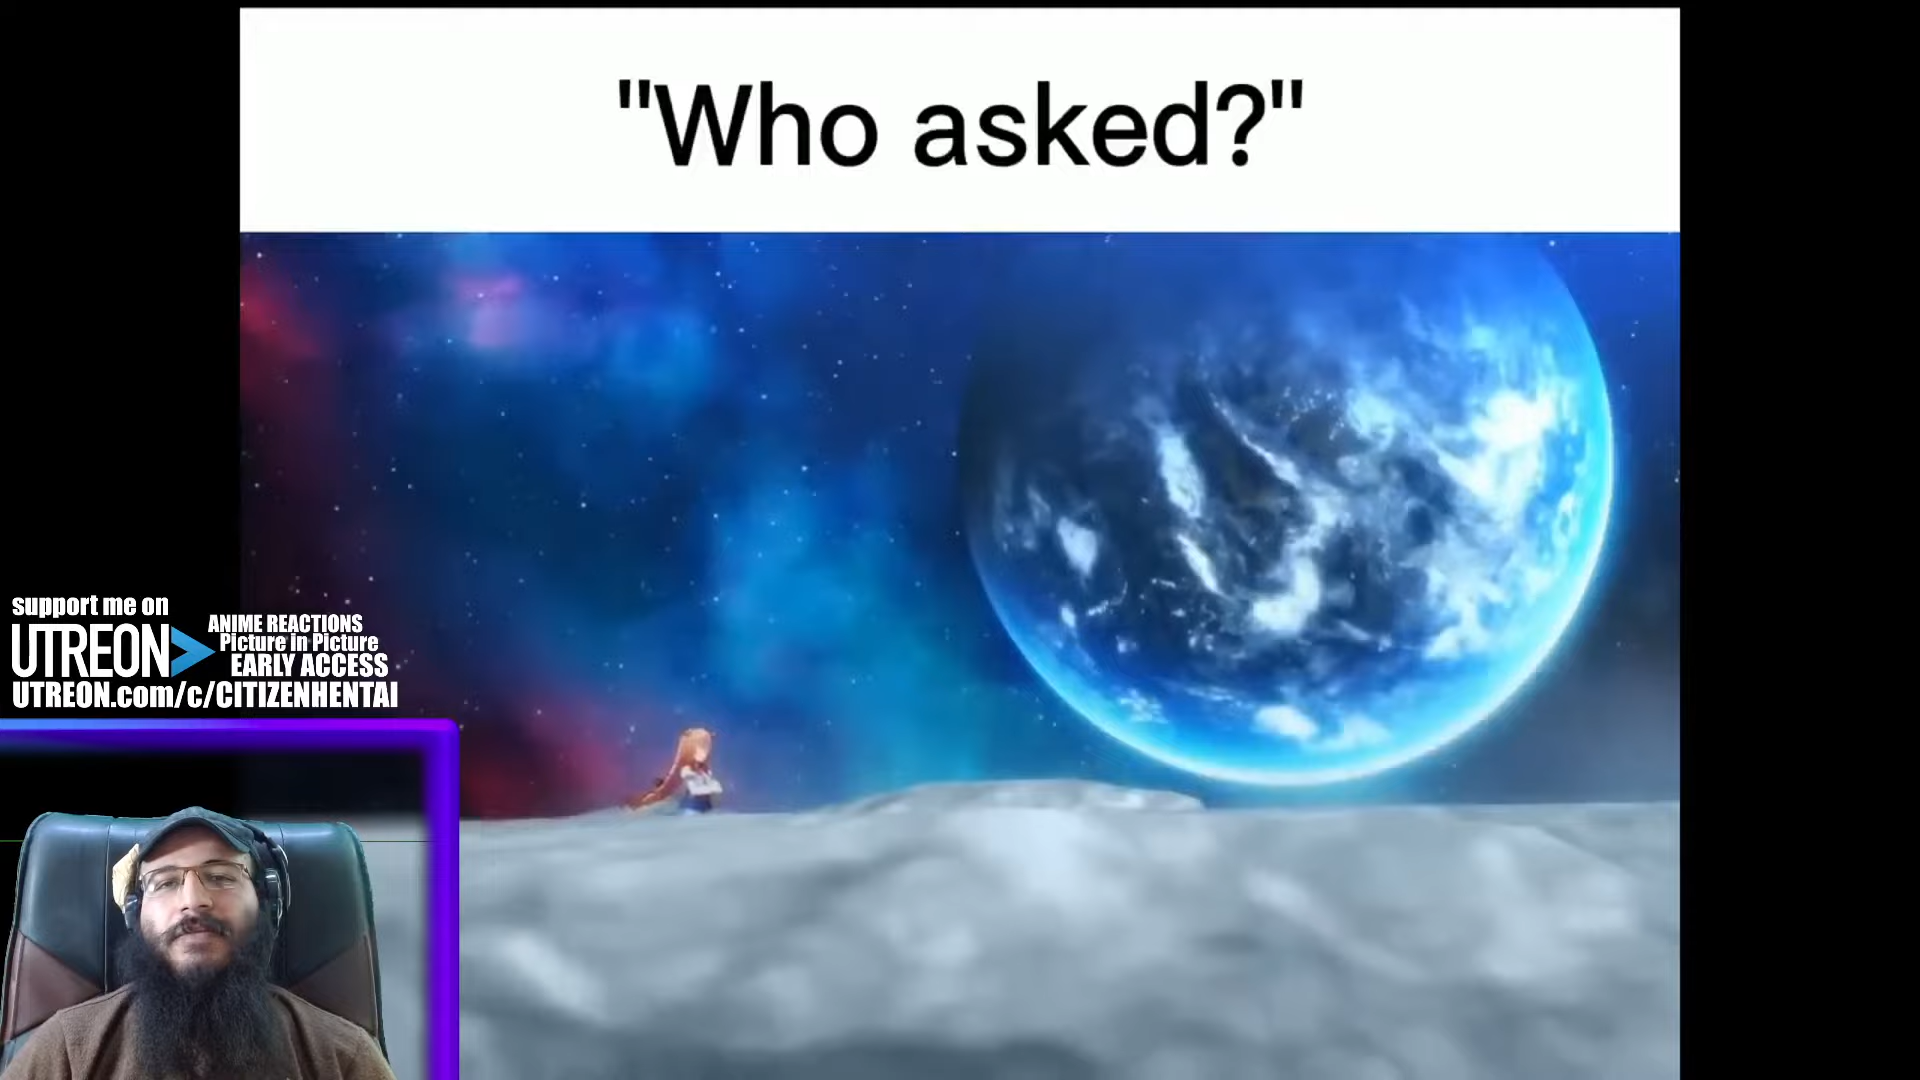 "Who asked?"
support me on
UTREON
ANIME REACTIONS
Picture in Picture
EARLY ACCESS
UTREON.com/c/CITIZENHENTAI